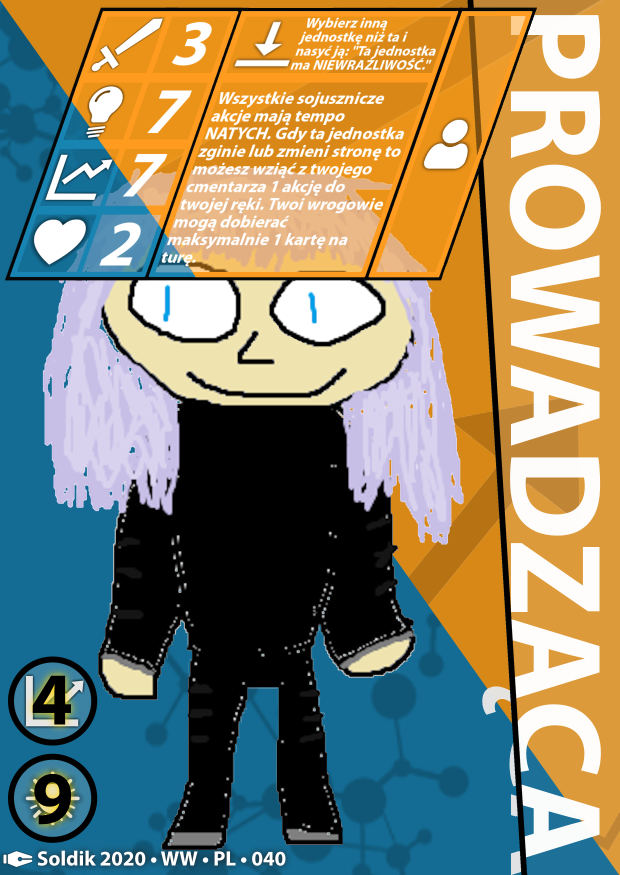 3
Wybierz inną
jednostkę niż ta i
nasyć ją: "Ta jednostka
ma NIEWRAŻLIWOŚĆ."
7
7
2
Wszystkie sojusznicze
akcje mają tempo
NATYCH. Gdy ta jednostka
zginie lub zmieni stronę to
możesz wziąć z twojego
cmentarza 1 akcję do
twojej ręki. Twoi wrogowie
mogą dobierać
maksymalnie 1 kartę na
turę.
PROWADZĄCA
4
9
Soldik 2020 • WW • PL • 040